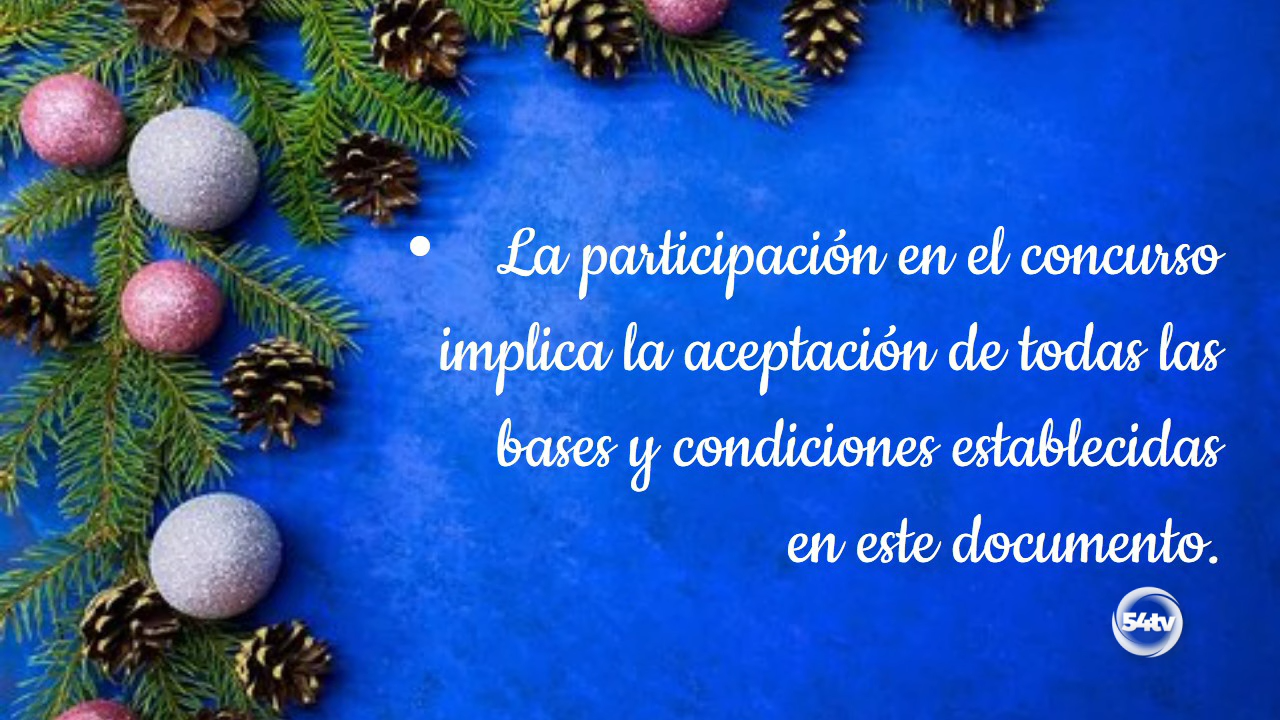 • La participación en el concurso
implica la aceptación de todas las
bases y condiciones establecidas
en este documento.
54tv